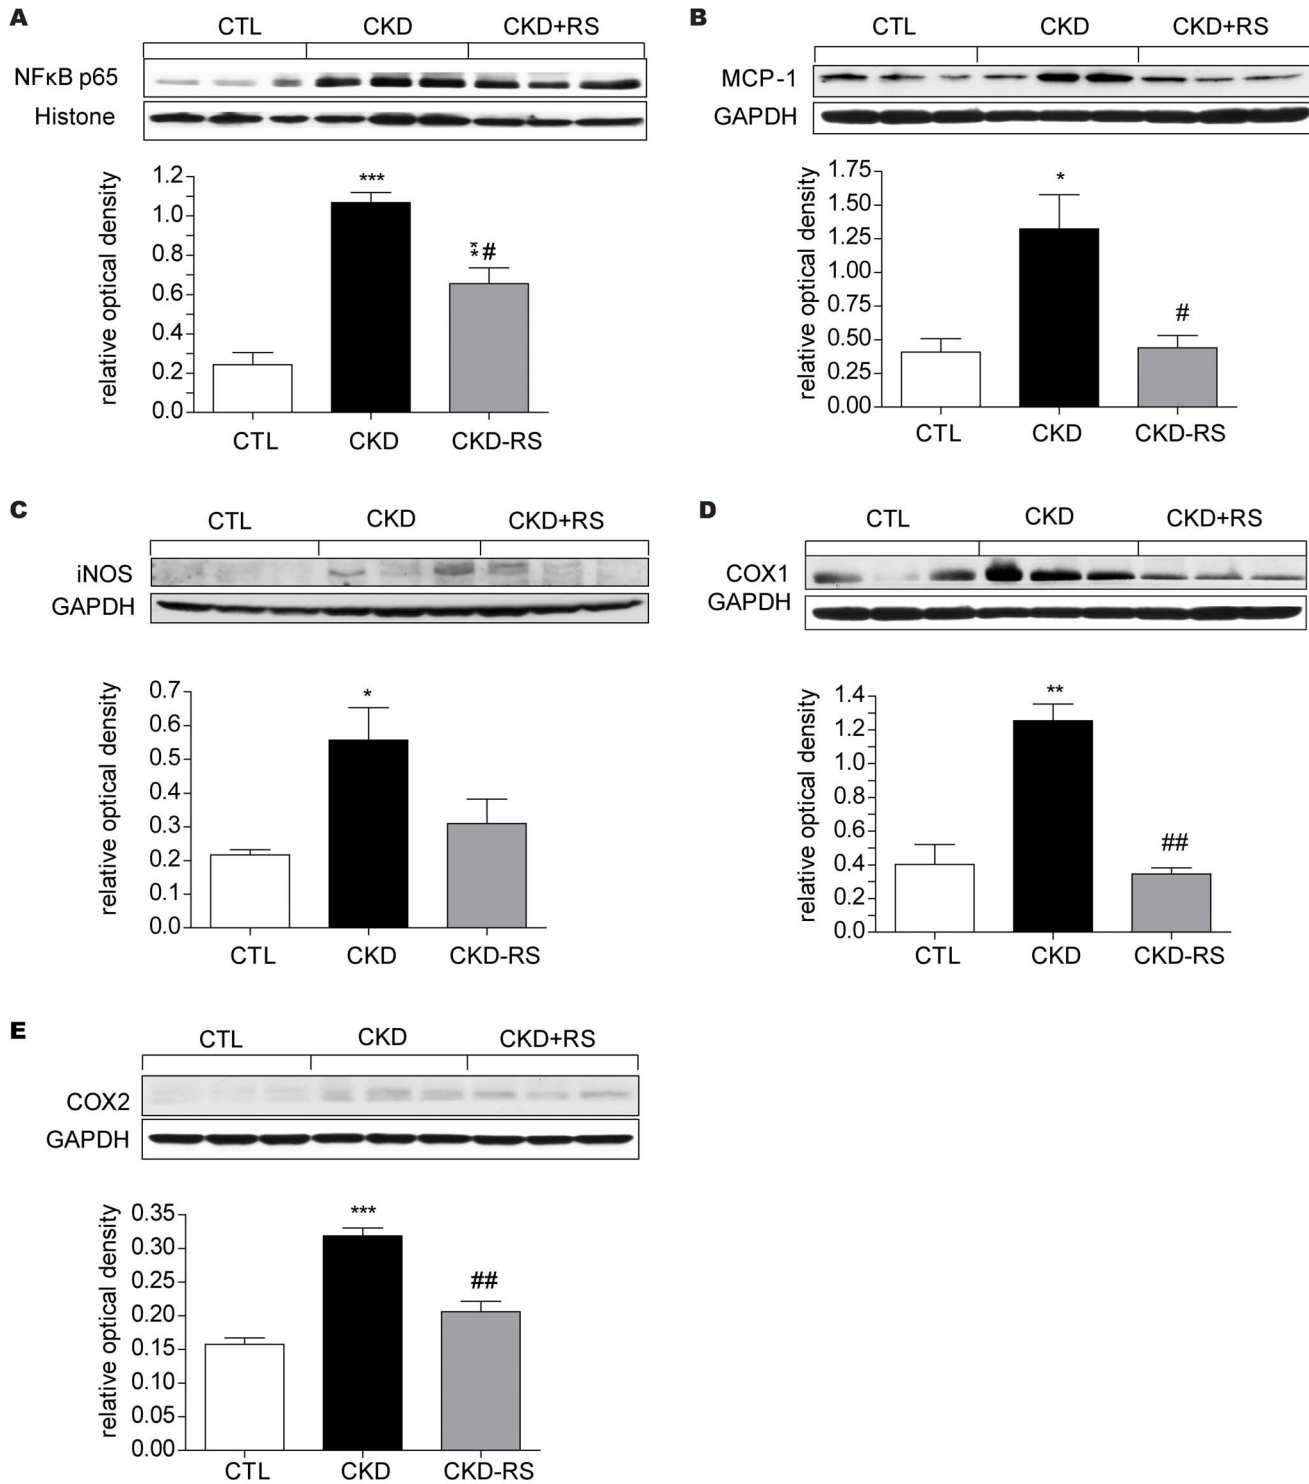 A
CTL CKD CKD+RS
NFκB p65
Histone
relative optical density
1.2
1.0
0.8
0.6
0.4
0.2
0.0
***
**#
CTL CKD CKD-RS
B
CTL CKD CKD+RS
MCP-1
GAPDH
relative optical density
1.75
1.50
1.25
1.00
0.75
0.50
0.25
0.00
*
#
CTL CKD CKD-RS
C
CTL CKD CKD+RS
iNOS
GAPDH
relative optical density
0.7
0.6
0.5
0.4
0.3
0.2
0.1
0.0
*
CTL CKD CKD-RS
D
CTL CKD CKD+RS
COX1
GAPDH
relative optical density
1.4
1.2
1.0
0.8
0.6
0.4
0.2
0.0
**
##
CTL CKD CKD-RS
E
CTL CKD CKD+RS
COX2
GAPDH
relative optical density
0.35
0.30
0.25
0.20
0.15
0.10
0.05
0.00
***
##
CTL CKD CKD-RS